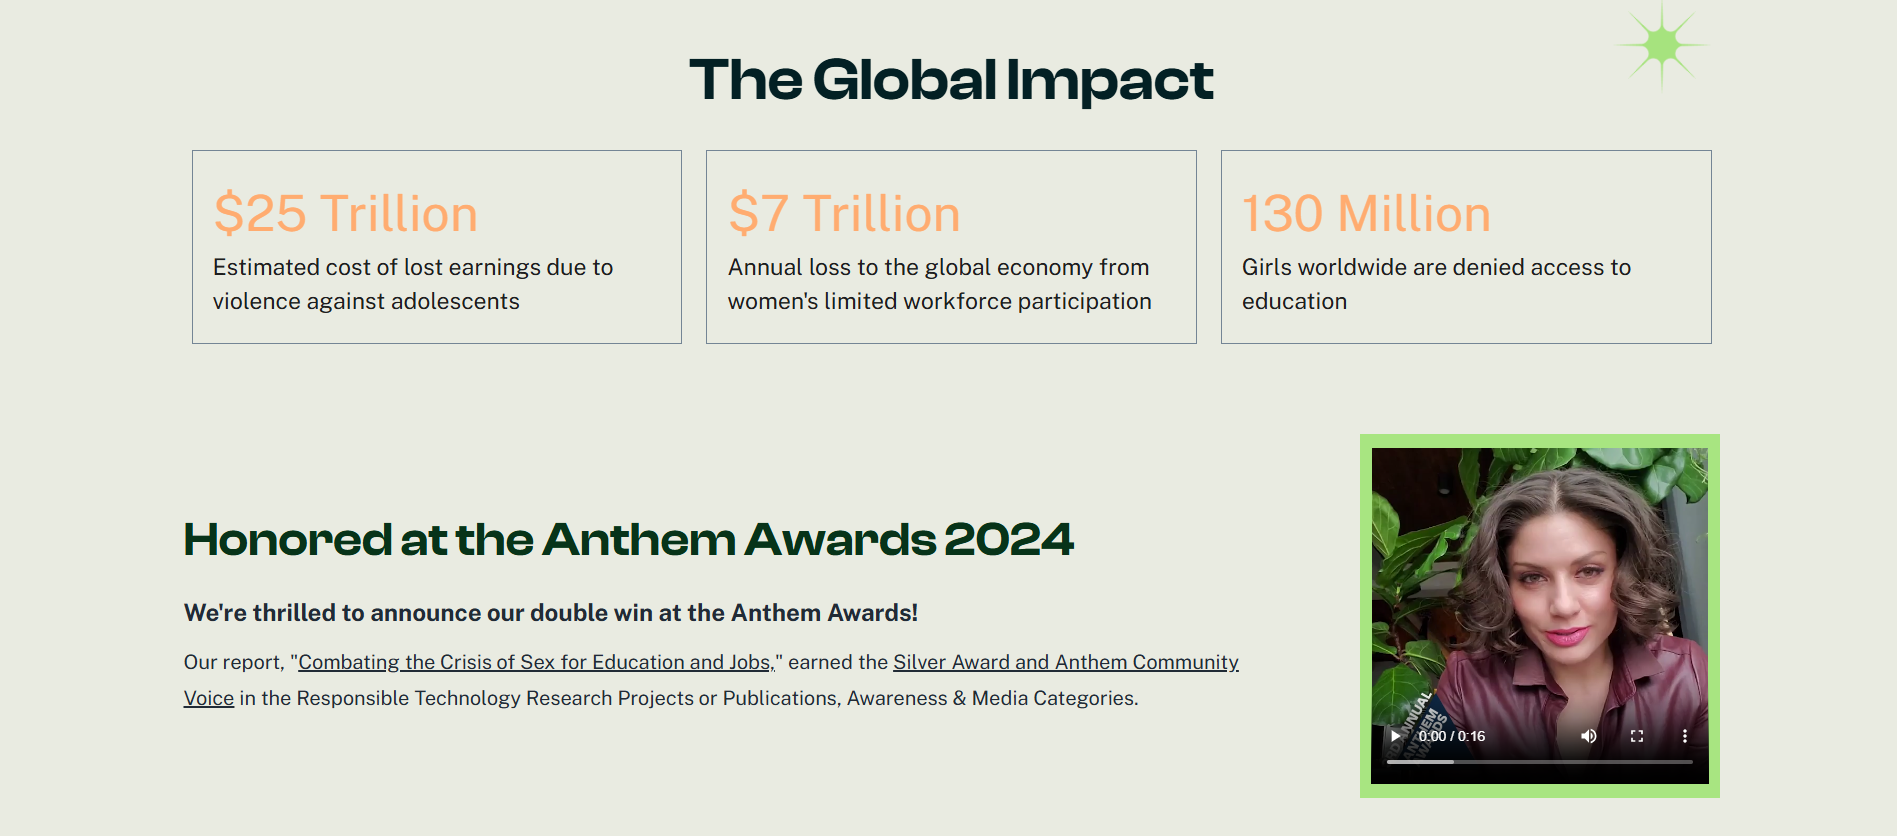 The Global Impact
$25 Trillion
Estimated cost of lost earnings due to
violence against adolescents
$7 Trillion
Annual loss to the global economy from
women's limited workforce participation
130 Million
Girls worldwide are denied access to
education
Honored at the Anthem Awards 2024
We're thrilled to announce our double win at the Anthem Awards!
Our report, "Combating the Crisis of Sex for Education and Jobs," earned the Silver Award and Anthem Community
Voice in the Responsible Technology Research Projects or Publications, Awareness & Media Categories.
ANNUAL
ANTHEM
AWARDS
0:00 / 0:16